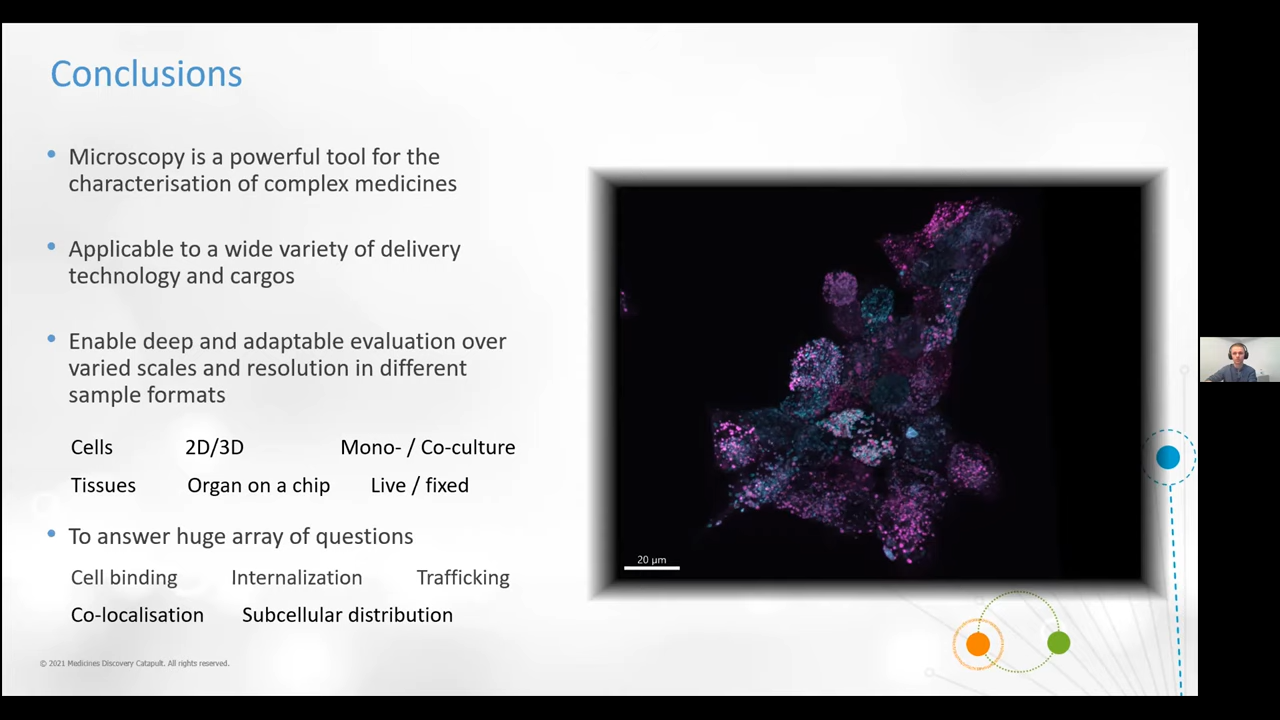 Conclusions
• Microscopy is a powerful tool for the
characterisation of complex medicines
• Applicable to a wide variety of delivery
technology and cargos
• Enable deep and adaptable evaluation over
varied scales and resolution in different
sample formats
Cells 2D/3D Mono- / Co-culture
Tissues Organ on a chip Live / fixed
• To answer huge array of questions
Cell binding Internalization Trafficking
Co-localisation Subcellular distribution
20 µm
© 2021 Medicines Discovery Catapult. All rights reserved.